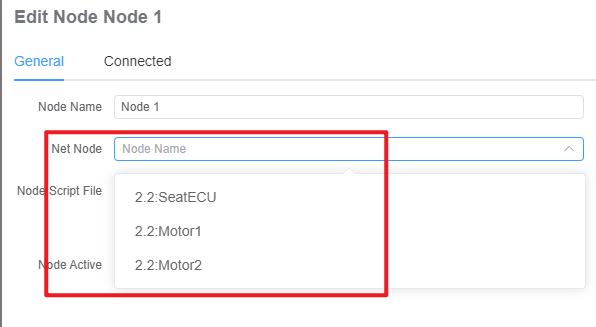 Edit Node Node 1
General Connected
Node Name Node 1
Net Node Node Name
Node Script File
2.2:SeatECU
2.2:Motor1
Node Active
2.2:Motor2